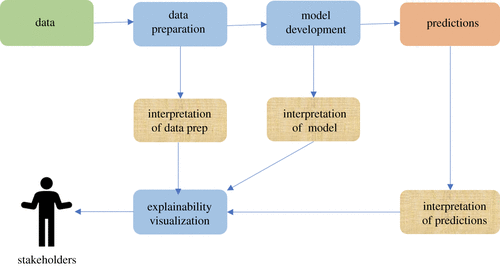 data
data
preparation
model
development
predictions
interpretation
of data prep
interpretation
of model
explainability
visualization
interpretation
of predictions
stakeholders